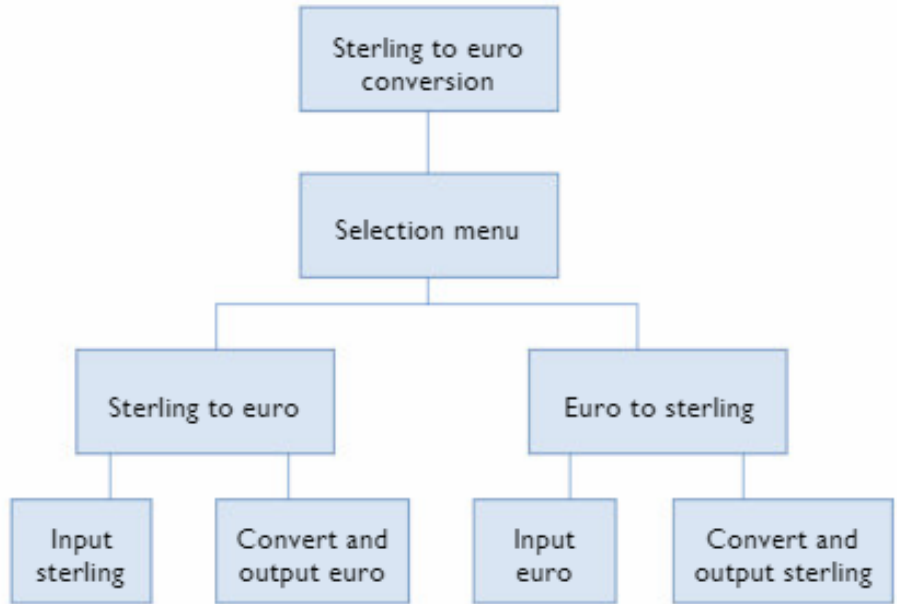 Sterling to euro
conversion
Selection menu
Sterling to euro
Euro to sterling
Input
sterling
Convert and
output euro
Input
euro
Convert and
output sterling